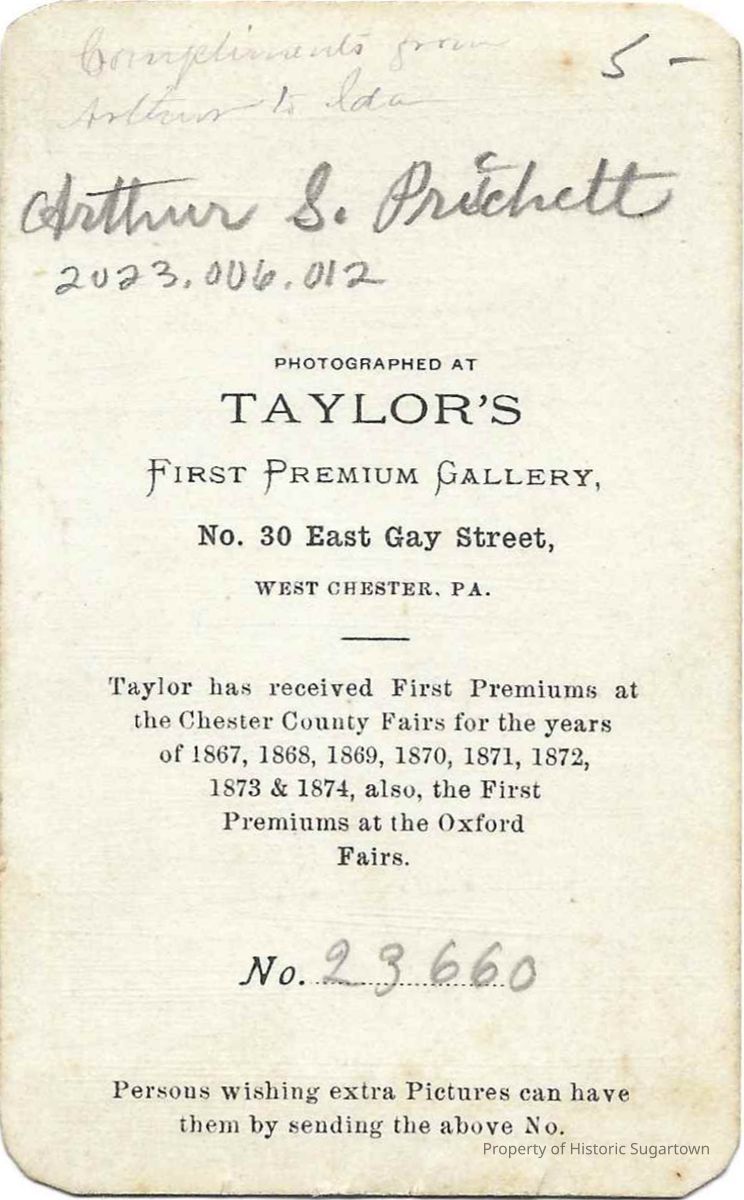 Compliments from
5 -
Arthur to Ida
Arthur S. Pritchett
2023.006.012
PHOTOGRAPHED AT
TAYLOR'S
FIRST PREMIUM GALLERY,
No. 30 East Gay Street,
WEST CHESTER, PA.
Taylor has received First Premiums at
the Chester County Fairs for the years
of 1867, 1868, 1869, 1870, 1871, 1872,
1873 & 1874, also, the First
Premiums at the Oxford
Fairs.
No. 23660
Persons wishing extra Pictures can have
them by sending the above No.
Property of Historic Sugartown